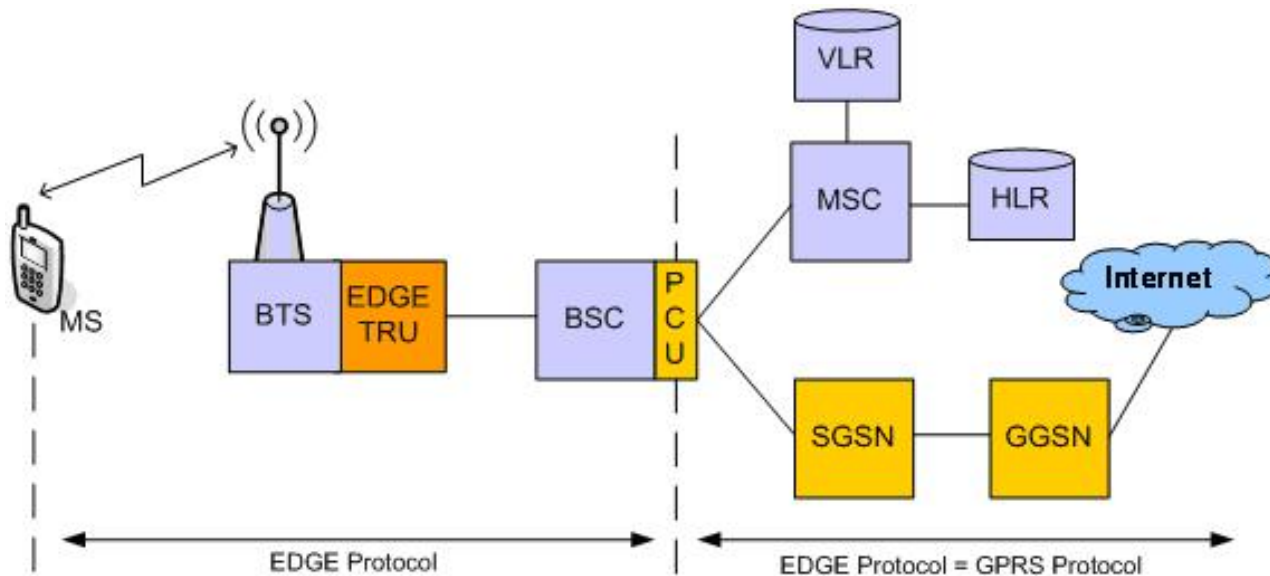 VLR
MSC
HLR
Internet
MS
BTS
EDGE
TRU
BSC
P
C
U
SGSN
GGSN
EDGE Protocol
EDGE Protocol = GPRS Protocol